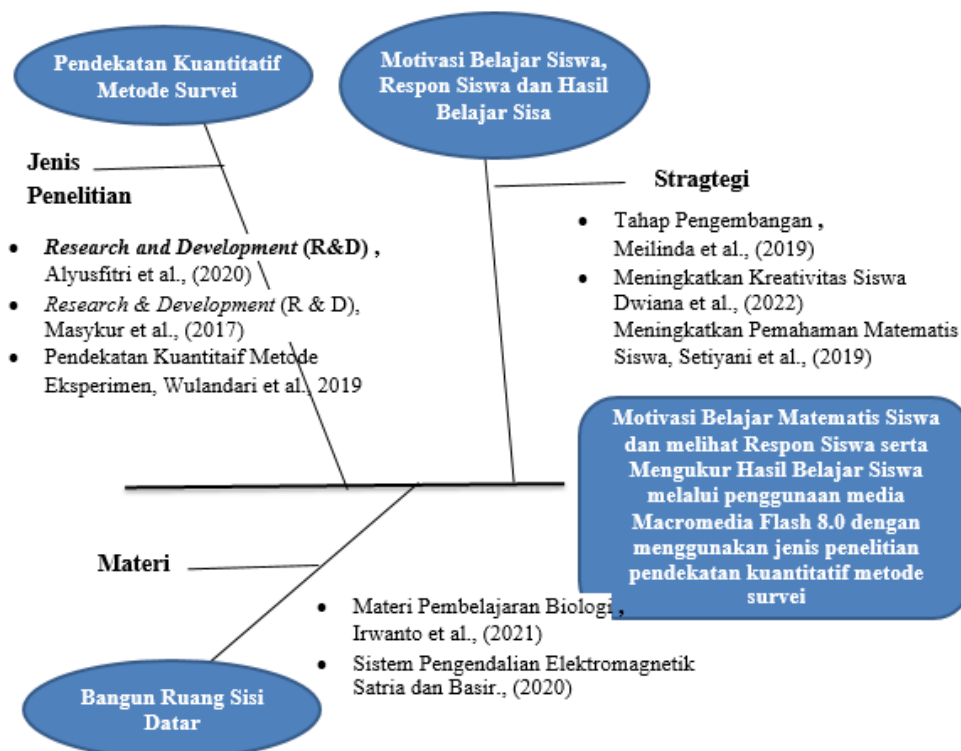 Pendekatan Kuantitatif
Metode Survei
Motivasi Belajar Siswa,
Respon Siswa dan Hasil
Belajar Sisa
Jenis
Penelitian
• Research and Development (R&D) ,
Alyusfitri et al., (2020)
• Research & Development (R & D),
Masykur et al., (2017)
• Pendekatan Kuantitaif Metode
Eksperimen, Wulandari et al., 2019
Stragtegi
• Tahap Pengembangan ,
Meilinda et al., (2019)
• Meningkatkan Kreativitas Siswa
Dwiana et al., (2022)
Meningkatkan Pemahaman Matematis
Siswa, Setiyani et al., (2019)
Motivasi Belajar Matematis Siswa
dan melihat Respon Siswa serta
Mengukur Hasil Belajar Siswa
melalui penggunaan media
Macromedia Flash 8.0 dengan
menggunakan jenis penelitian
pendekatan kuantitatif metode
survei
Materi
• Materi Pembelajaran Biologi ,
Irwanto et al., (2021)
• Sistem Pengendalian Elektromagnetik
Satria dan Basir., (2020)
Bangun Ruang Sisi
Datar